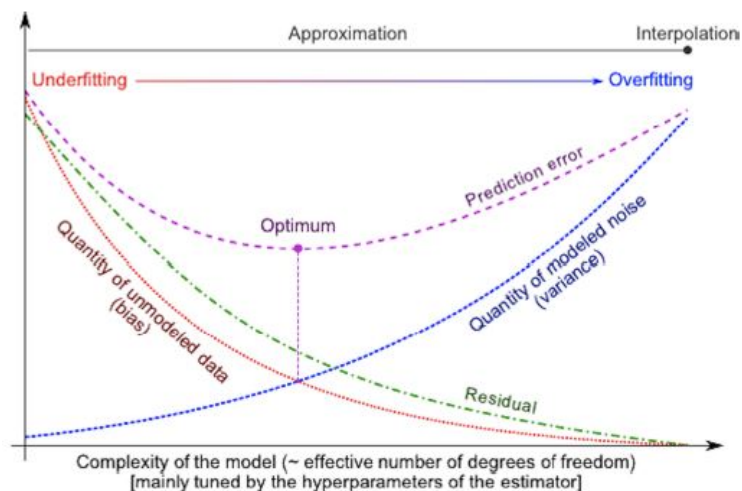 Approximation
Interpolation
Underfitting
Overfitting
Prediction error
Optimum
Quantity of unmodeled data
(bias)
Quantity of modeled noise
(variance)
Residual
Complexity of the model (~ effective number of degrees of freedom)
[mainly tuned by the hyperparameters of the estimator]